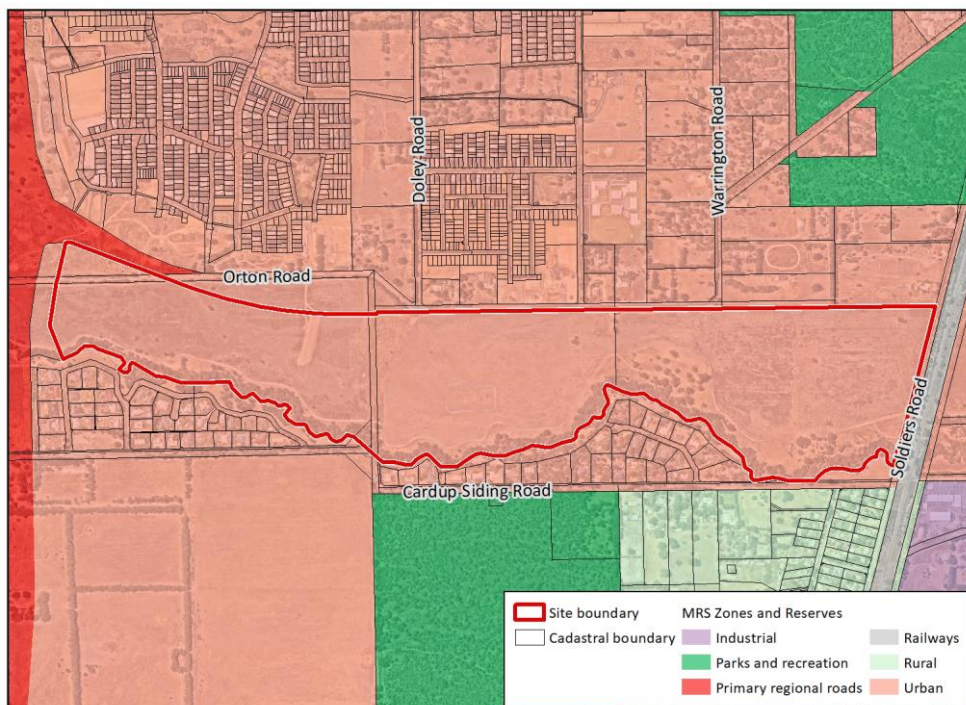 Doley Road
Warrington Road
Orton Road
Soldiers Road
Cardup Siding Road
Site boundary
Cadastral boundary
MRS Zones and Reserves
Industrial
Parks and recreation
Primary regional roads
Railways
Rural
Urban